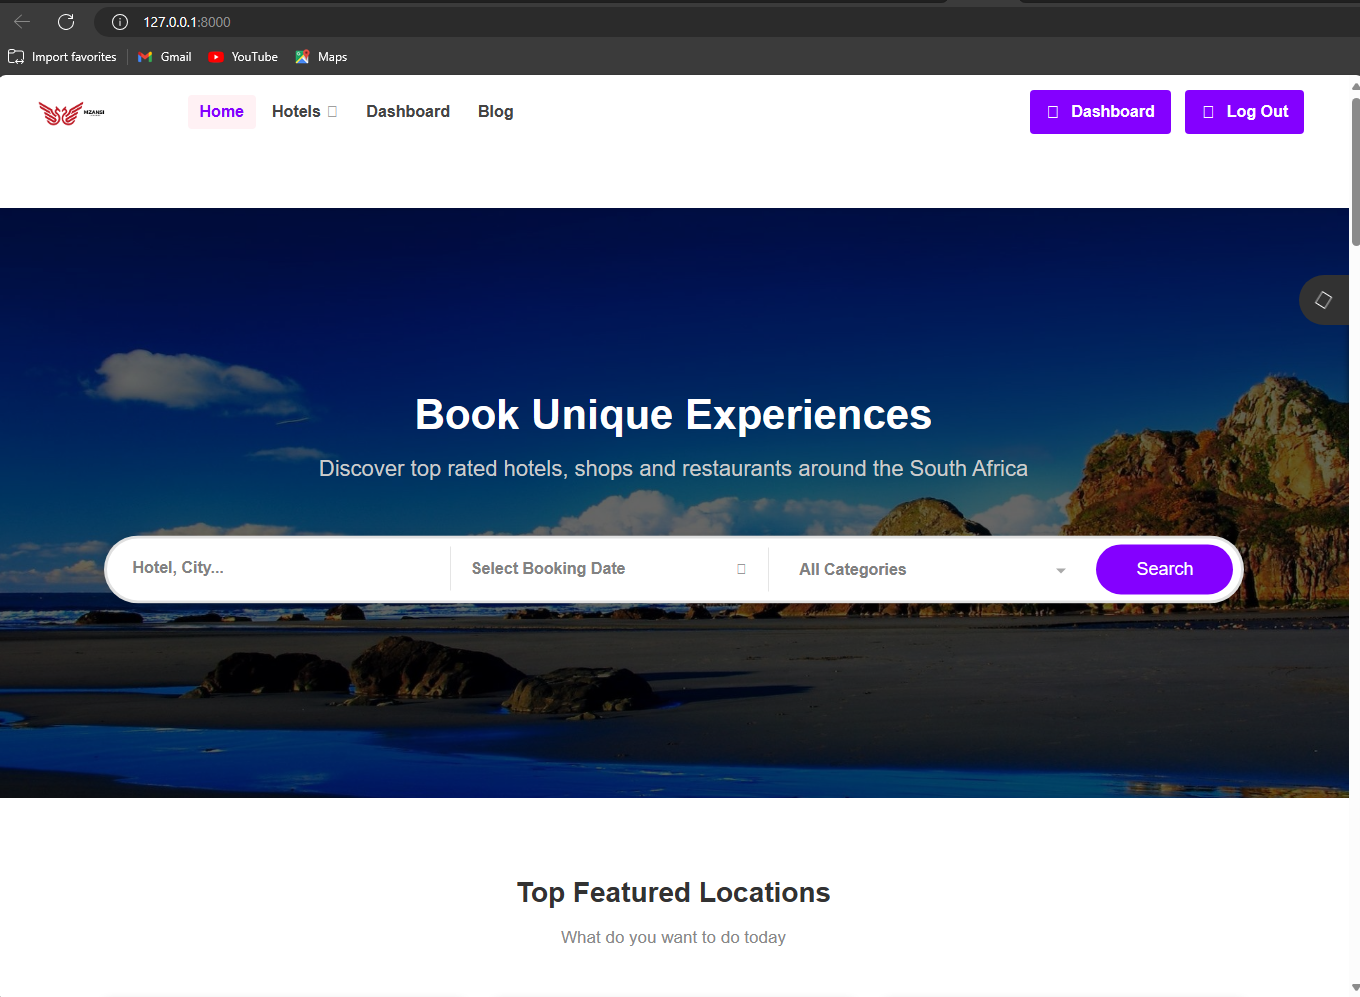 127.0.0.1:8000
Import favorites Gmail YouTube Maps
MZANSI
Home Hotels Dashboard Blog Dashboard Log Out
Book Unique Experiences
Discover top rated hotels, shops and restaurants around the South Africa
Hotel, City... Select Booking Date All Categories Search
Top Featured Locations
What do you want to do today